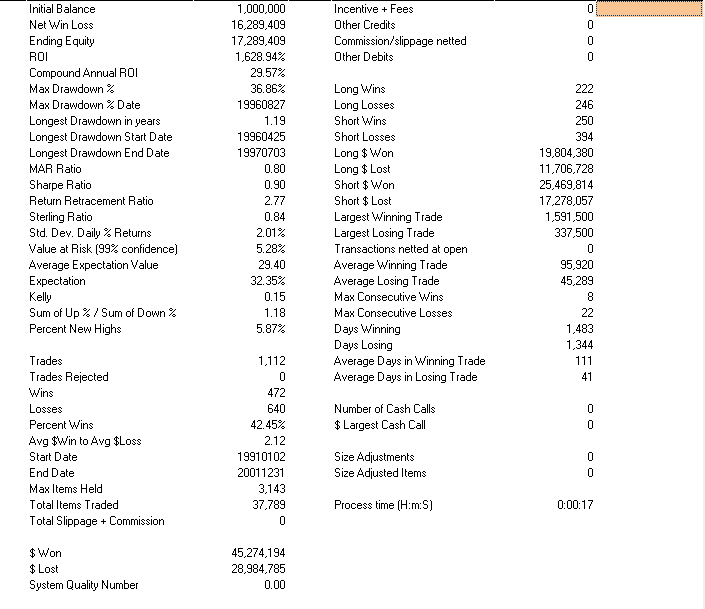 Initial Balance 1,000,000
Net Win Loss 16,289,409
Ending Equity 17,289,409
ROI 1,628.94%
Compound Annual ROI 29.57%
Max Drawdown % 36.86%
Max Drawdown % Date 19960827
Longest Drawdown in years 1.19
Longest Drawdown Start Date 19960425
Longest Drawdown End Date 19970703
MAR Ratio 0.80
Sharpe Ratio 0.90
Return Retracement Ratio 2.77
Sterling Ratio 0.84
Std. Dev. Daily % Returns 2.01%
Value at Risk (99% confidence) 5.28%
Average Expectation Value 29.40
Expectation 32.35%
Kelly 0.15
Sum of Up % / Sum of Down % 1.18
Percent New Highs 5.87%
Trades 1,112
Trades Rejected 0
Wins 472
Losses 640
Percent Wins 42.45%
Avg $Win to Avg $Loss 2.12
Start Date 19910102
End Date 20011231
Max Items Held 3,143
Total Items Traded 37,789
Total Slippage + Commission 0
$ Won 45,274,194
$ Lost 28,984,785
System Quality Number 0.00
Incentive + Fees 0
Other Credits 0
Commission/slippage netted 0
Other Debits 0
Long Wins 222
Long Losses 246
Short Wins 250
Short Losses 394
Long $ Won 19,804,380
Long $ Lost 11,706,728
Short $ Won 25,469,814
Short $ Lost 17,278,057
Largest Winning Trade 1,591,500
Largest Losing Trade 337,500
Transactions netted at open 0
Average Winning Trade 95,920
Average Losing Trade 45,289
Max Consecutive Wins 8
Max Consecutive Losses 22
Days Winning 1,483
Days Losing 1,344
Average Days in Winning Trade 111
Average Days in Losing Trade 41
Number of Cash Calls 0
$ Largest Cash Call 0
Size Adjustments 0
Size Adjusted Items 0
Process time (H:m:S) 0:00:17